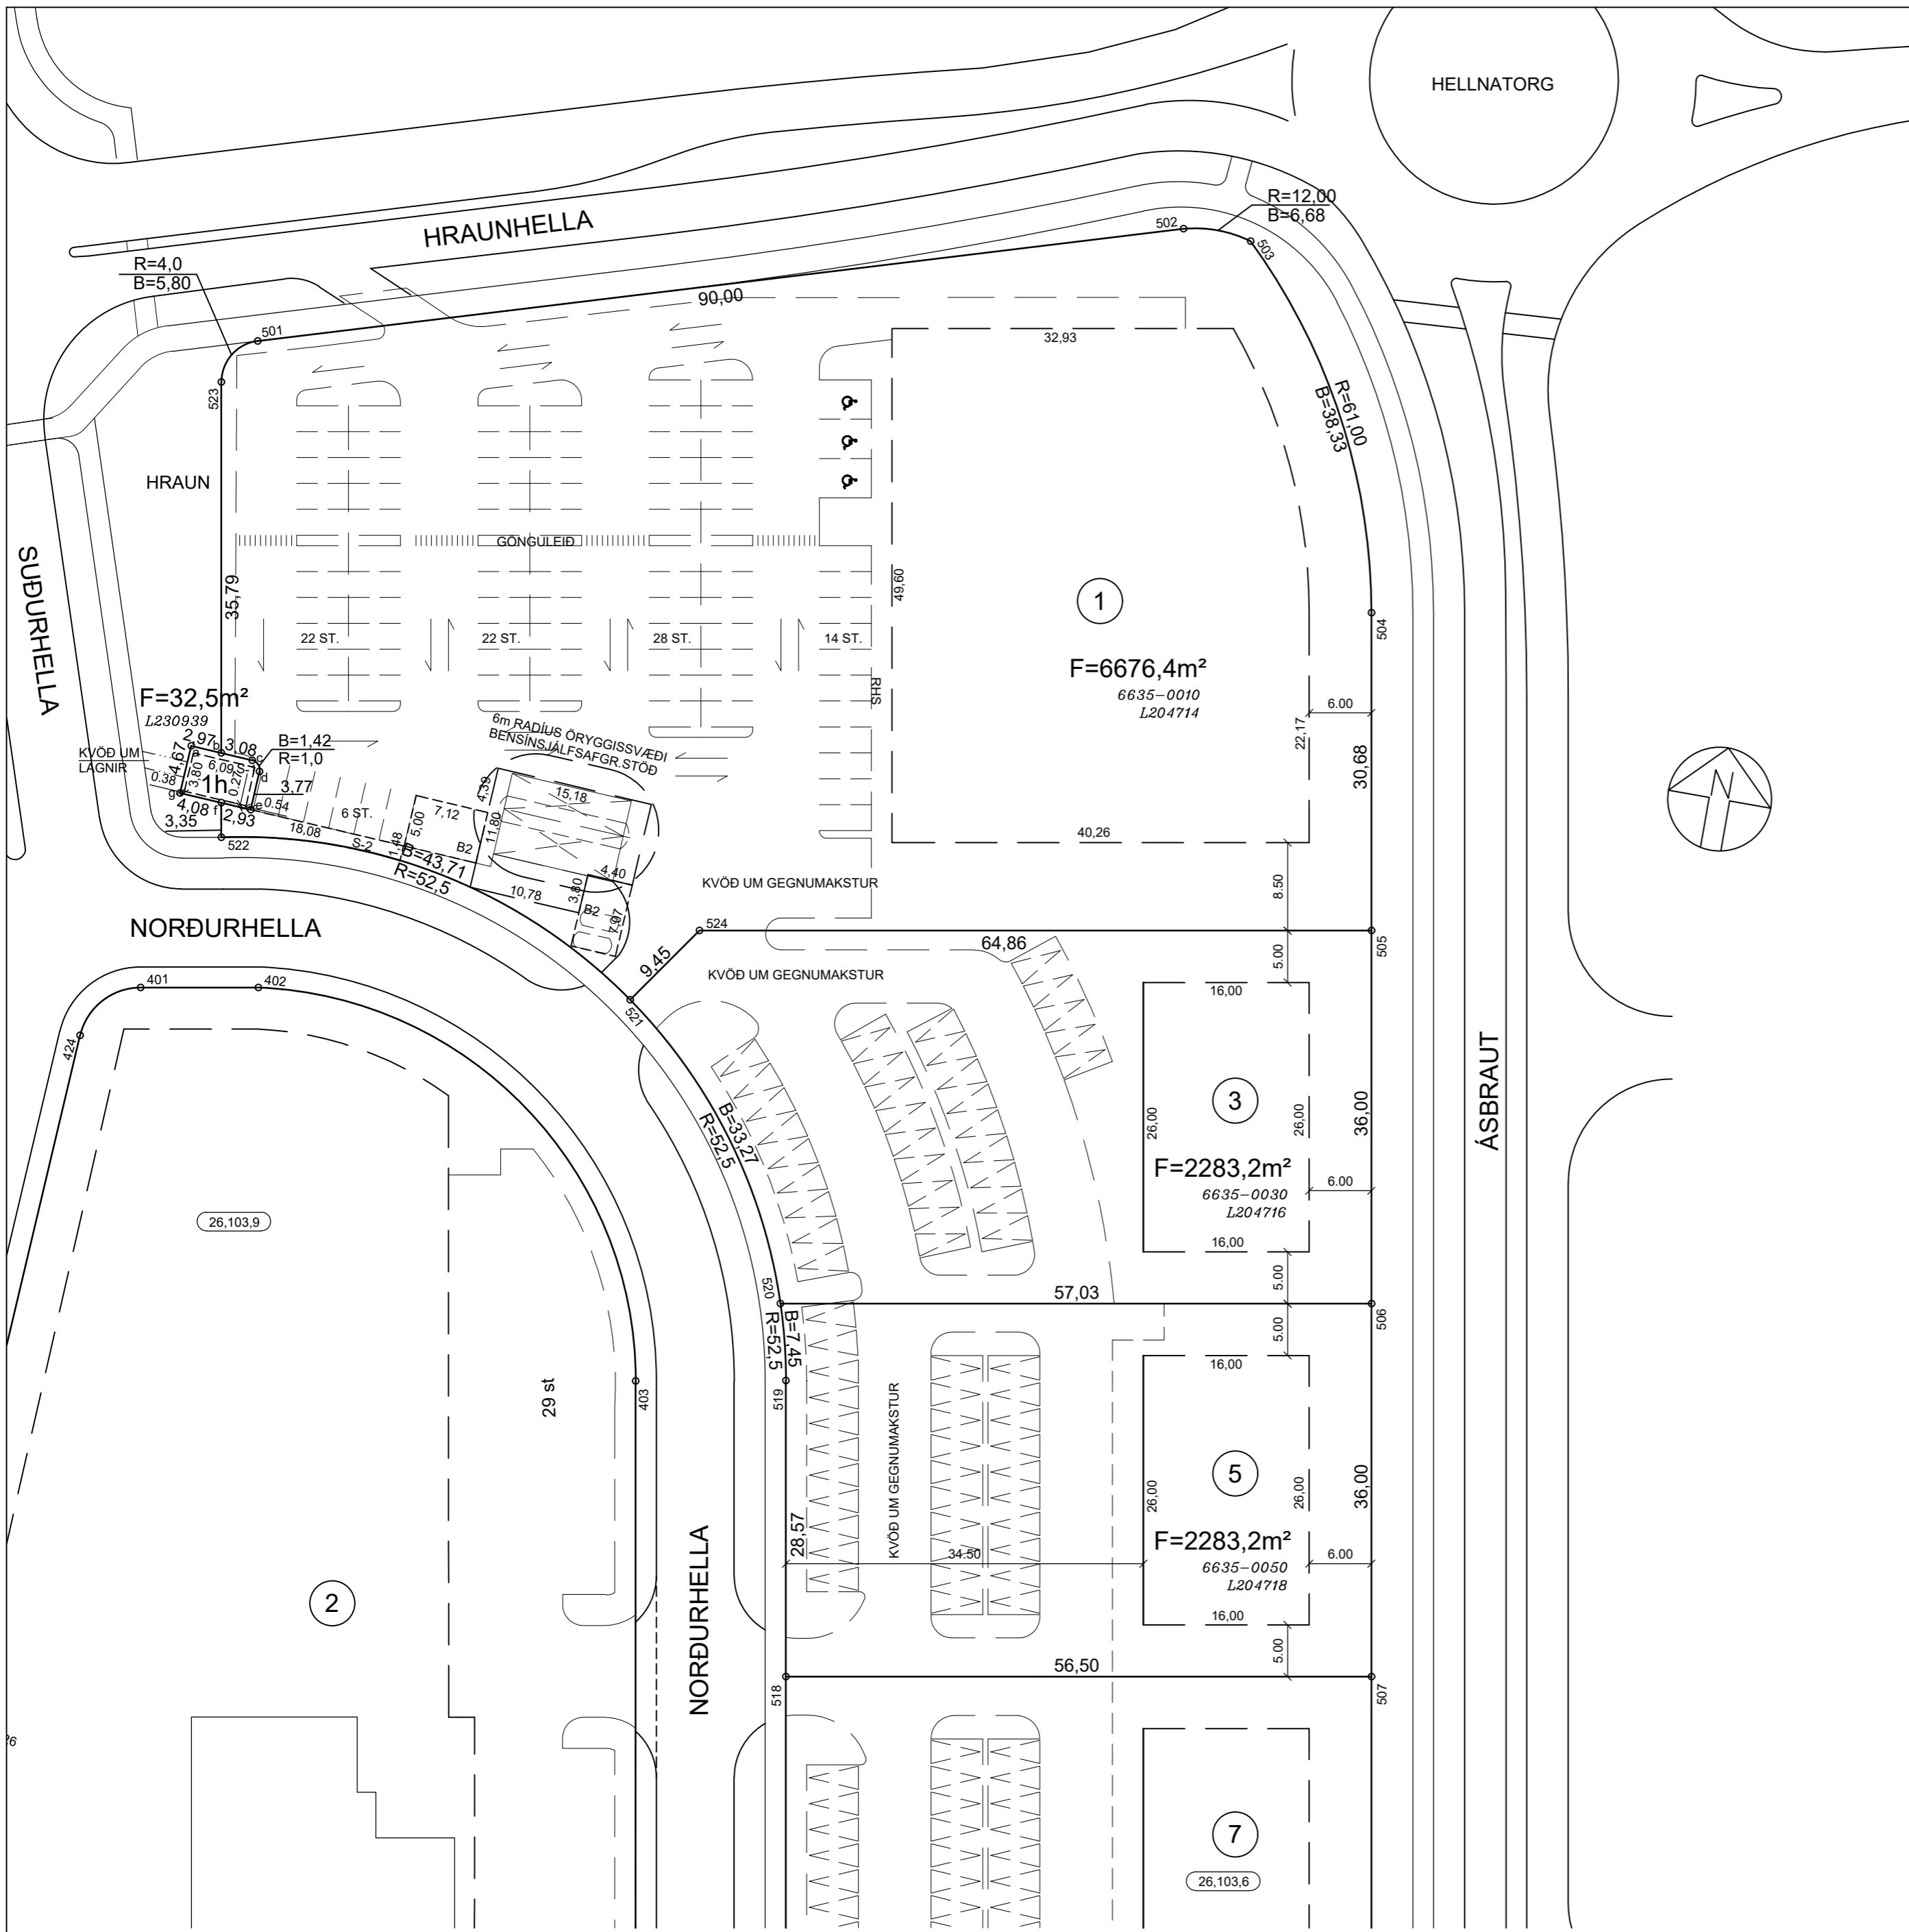 HELLNATORG
HRAUNHELLA
R=12,00
B=6,68
502
503
R=4,0
B=5,80
501
90,00
32,93
523
R=61,00
B=38,33
HRAUN
GÖNGULEIÐ
SUÐURHELLA
35,79
49,60
1
504
22 ST.
22 ST.
28 ST.
14 ST.
RHS
F=6676,4m²
6635-0010
L204714
6.00
22,17
30,68
F=32,5m²
L230939
6m RADÍUS ÖRYGGISSVÆÐI
BENSÍNSJÁLFSAFGR.STÖÐ
KVÖÐ UM
LAGNIR
2,97
b
3,08
a
c
B=1,42
R=1,0
4,67
3,80
6,09
S-1
0.27
d
0.38
1h
3,77
g
e
0.54
4,08
f
2,93
3,35
522
18,08
6 ST.
S-2
1,48
5,00
7,12
B2
4,39
15,18
11,80
B=43,71
R=52,5
10,78
3,80
4,40
B2
7,97
40,26
8.50
N
KVÖÐ UM GEGNUMAKSTUR
524
64,86
505
NORÐURHELLA
9,45
KVÖÐ UM GEGNUMAKSTUR
5.00
401
402
424
521
16,00
B=33,27
R=52,5
26,00
3
26,00
36,00
ÁSBRAUT
F=2283,2m²
6635-0030
L204716
6.00
26,103,9
16,00
5.00
520
57,03
506
B=7,45
R=52,5
5.00
16,00
29 st
403
519
KVÖÐ UM GEGNUMAKSTUR
26,00
5
26,00
36,00
28,57
34.50
F=2283,2m²
6635-0050
L204718
6.00
2
NORÐURHELLA
16,00
5.00
518
56,50
507
7
26,103,6